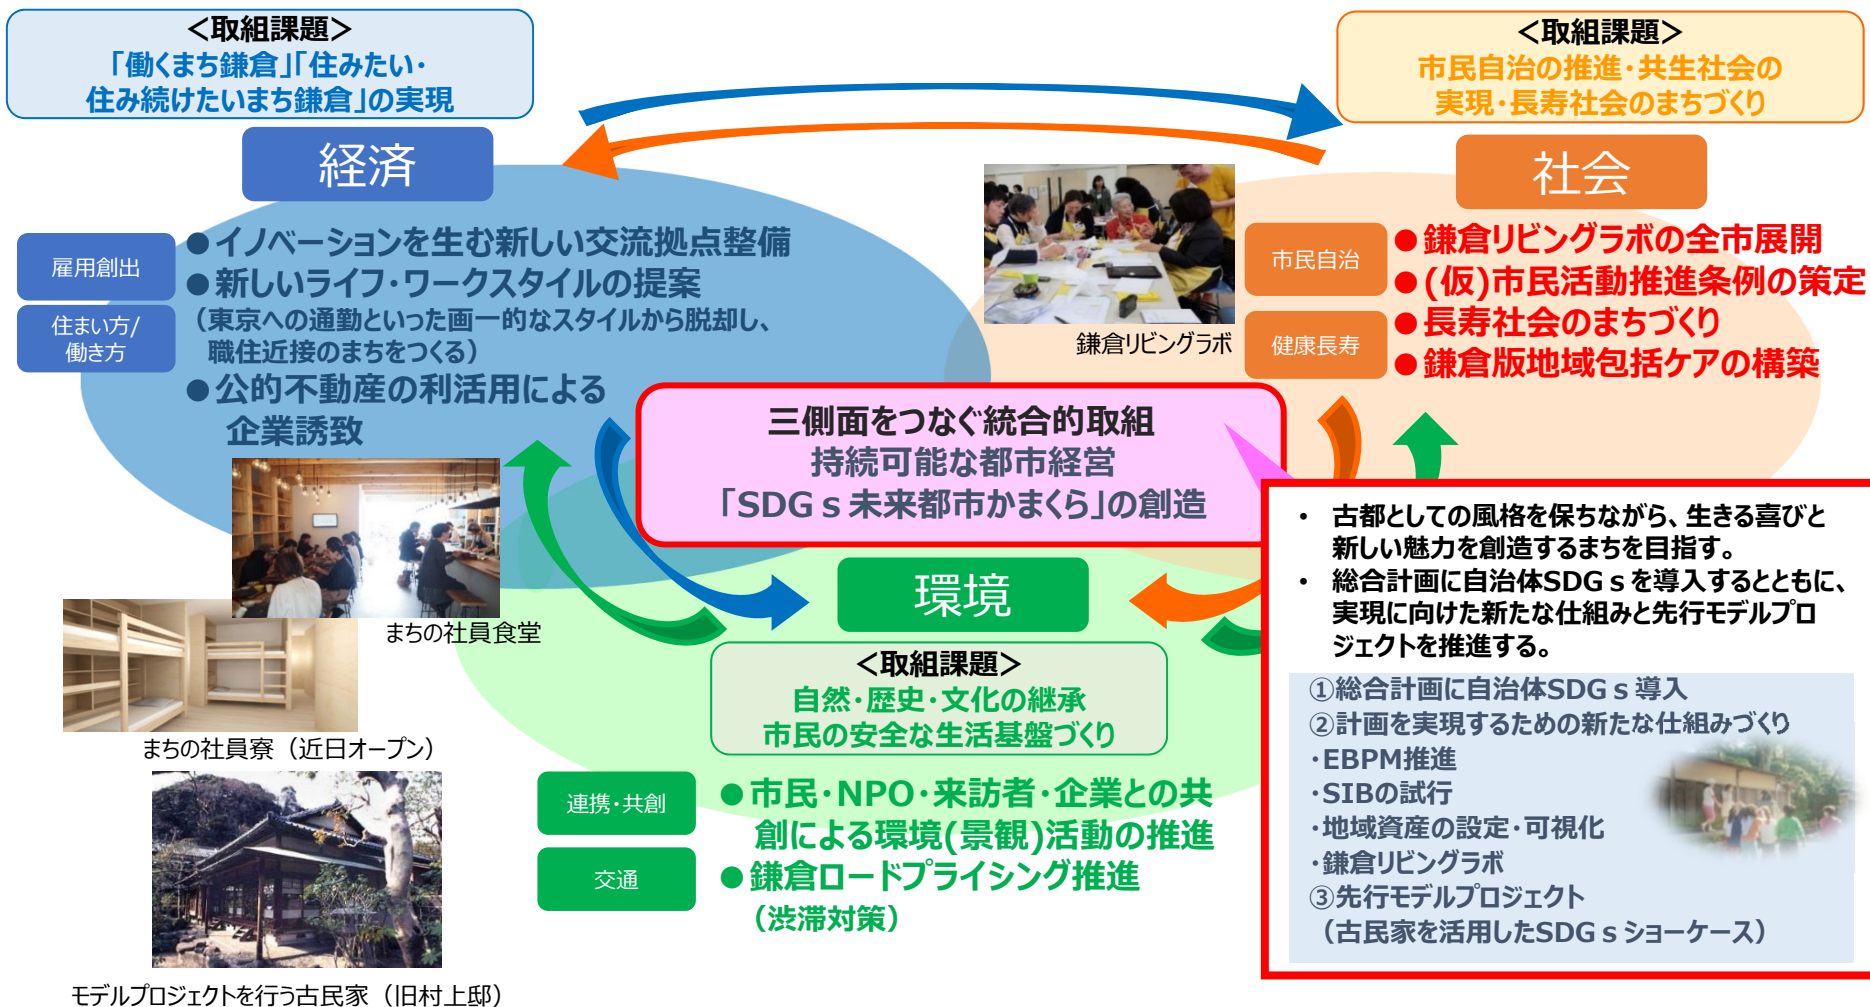 ＜取組課題＞
「働くまち鎌倉」「住みたい・
住み続けたいまち鎌倉」の実現
経済
雇用創出
住まい方/
働き方
●イノベーションを生む新しい交流拠点整備
●新しいライフ・ワークスタイルの提案
（東京への通勤といった画一的なスタイルから脱却し、
職住近接のまちをつくる）
●公的不動産の利活用による
企業誘致
まちの社員食堂
まちの社員寮（近日オープン）
モデルプロジェクトを行う古民家（旧村上邸）
＜取組課題＞
市民自治の推進・共生社会の
実現・長寿社会のまちづくり
社会
市民自治
健康長寿
●鎌倉リビングラボの全市展開
●(仮)市民活動推進条例の策定
●長寿社会のまちづくり
●鎌倉版地域包括ケアの構築
鎌倉リビングラボ
三側面をつなぐ統合的取組
持続可能な都市経営
「SDGｓ未来都市かまくら」の創造
環境
＜取組課題＞
自然・歴史・文化の継承
市民の安全な生活基盤づくり
連携・共創
交通
●市民・NPO・来訪者・企業との共
創による環境(景観)活動の推進
●鎌倉ロードプライシング推進
（渋滞対策）
• 古都としての風格を保ちながら、生きる喜びと
新しい魅力を創造するまちを目指す。
• 総合計画に自治体SDGｓを導入するとともに、
実現に向けた新たな仕組みと先行モデルプロ
ジェクトを推進する。
①総合計画に自治体SDGｓ導入
②計画を実現するための新たな仕組みづくり
・EBPM推進
・SIBの試行
・地域資産の設定・可視化
・鎌倉リビングラボ
③先行モデルプロジェクト
（古民家を活用したSDGｓショーケース）